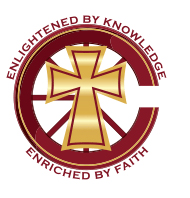 ENLIGHTENED BY KNOWLEDGE
ENRICHED BY FAITH